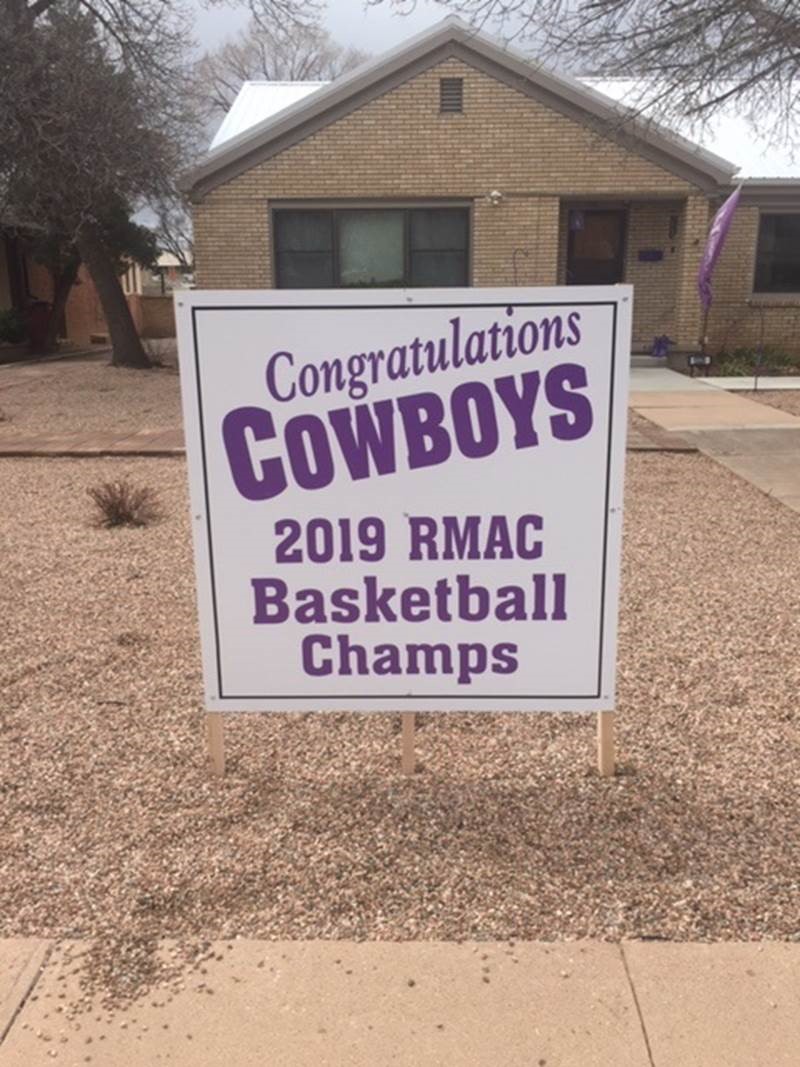 Congratulations
COWBOYS
2019 RMAC
Basketball
Champs